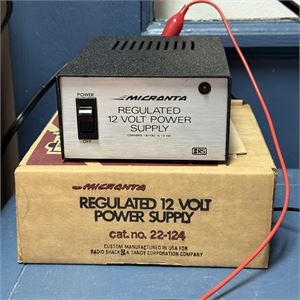 MICRONTA
REGULATED
12 VOLT POWER
SUPPLY
POWER
OFF
MICRONTA
REGULATED 12 VOLT
POWER SUPPLY
cat. no. 22-124
CUSTOM MANUFACTURED IN USA FOR
RADIO SHACK A TANDY CORPORATION COMPANY